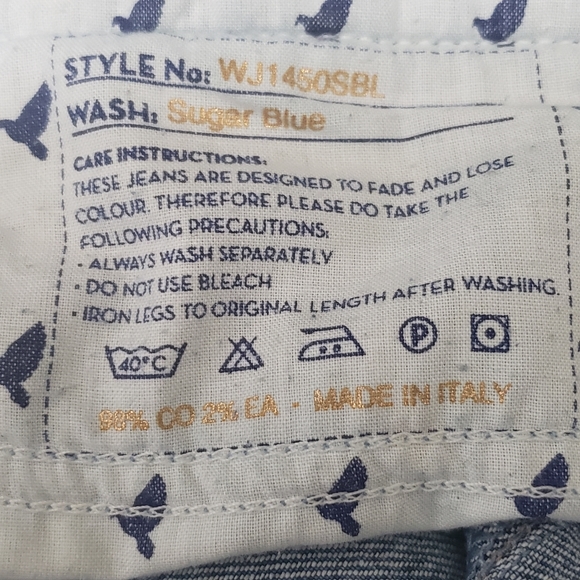 STYLE No: WJ1450SBL
WASH: Sugar Blue
CARE INSTRUCTIONS:
THESE JEANS ARE DESIGNED TO FADE AND LOSE
COLOUR. THEREFORE PLEASE DO TAKE THE
FOLLOWING PRECAUTIONS:
• ALWAYS WASH SEPARATELY
• DO NOT USE BLEACH
• IRON LEGS TO ORIGINAL LENGTH AFTER WASHING.
40°C P
98% CO 2% EA - MADE IN ITALY